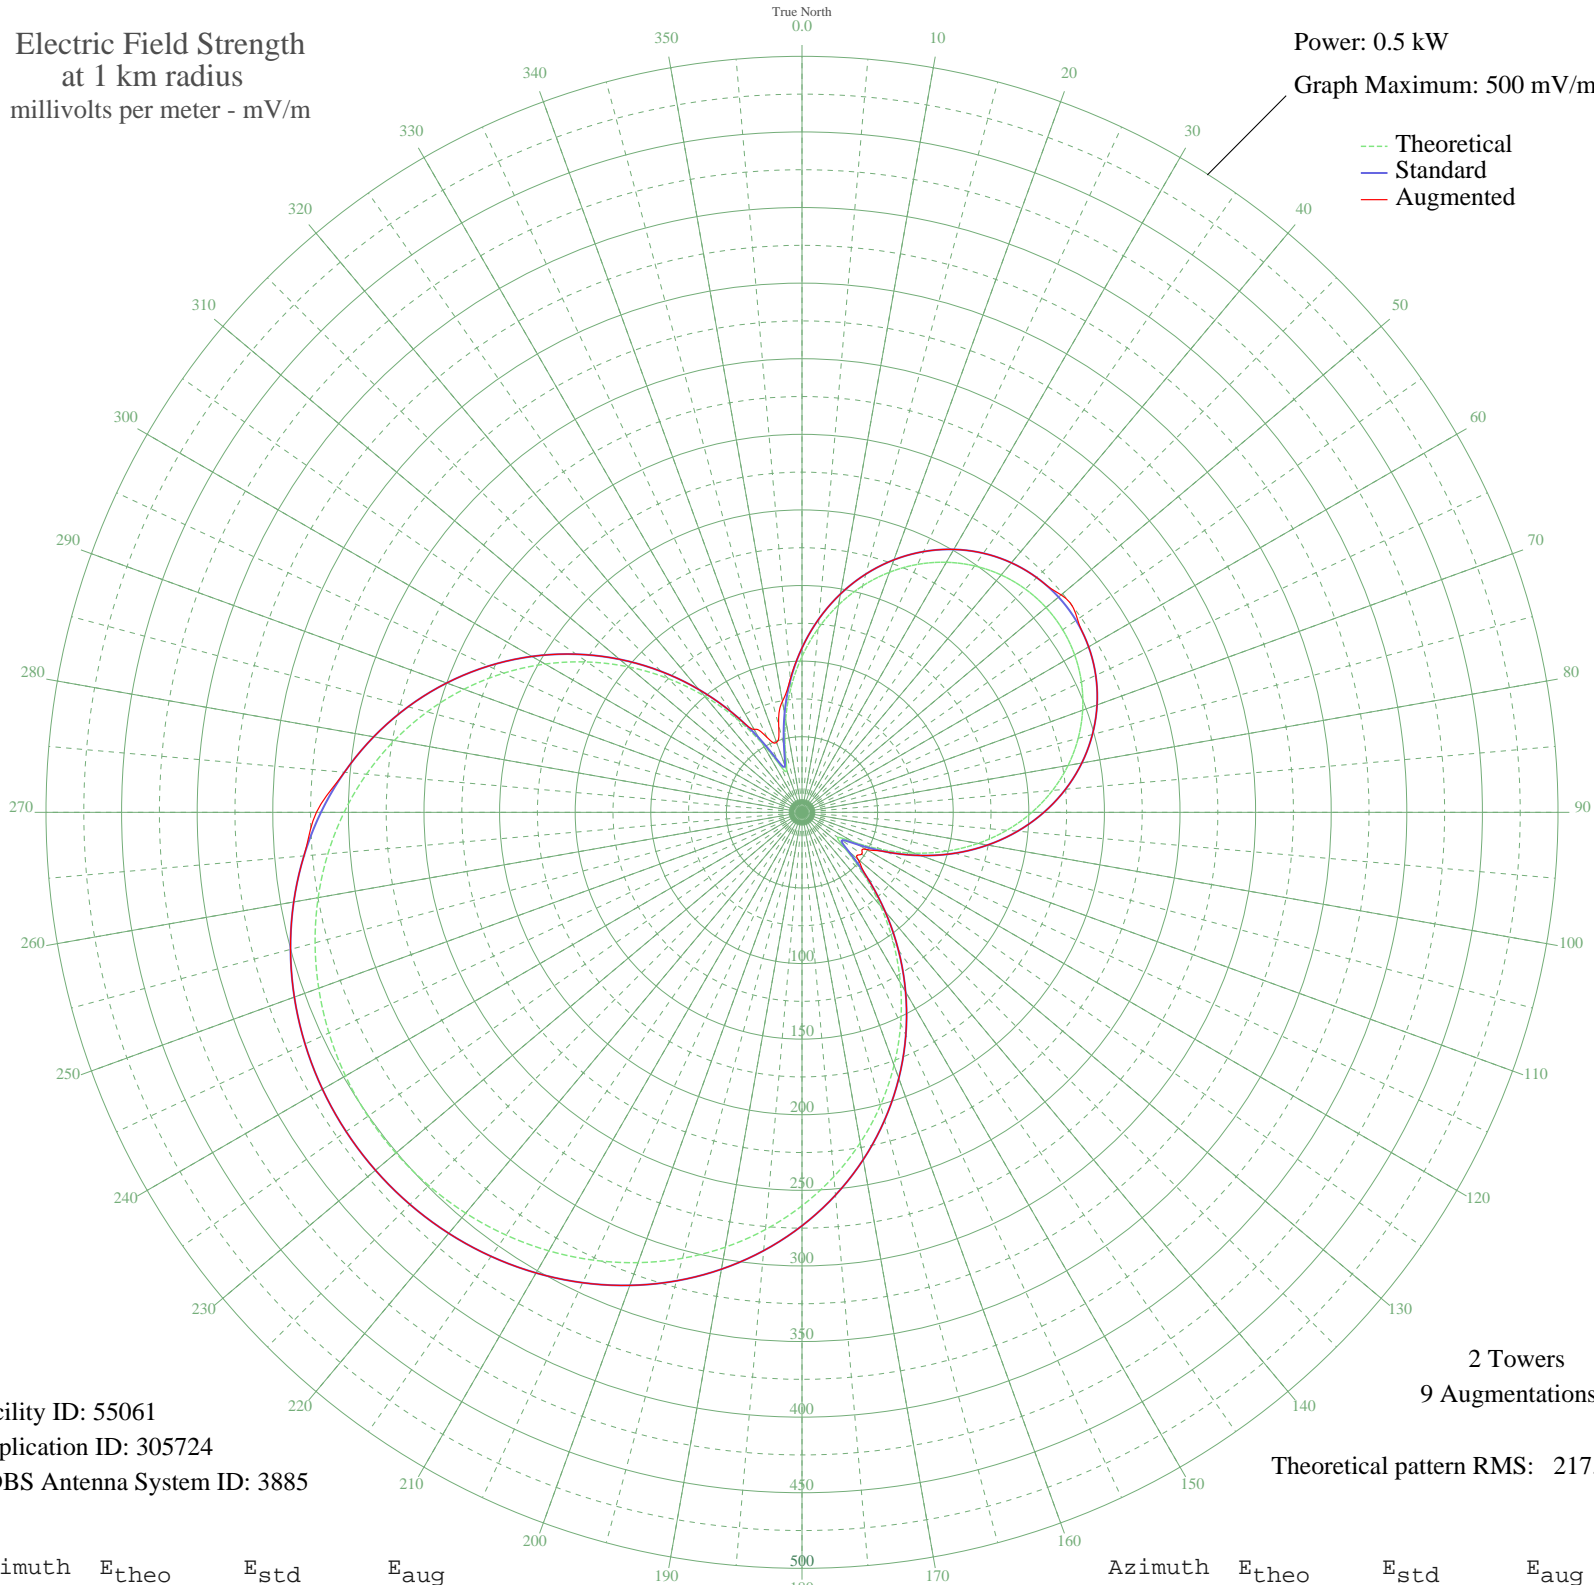 True North
0.0
Electric Field Strength
at 1 km radius
millivolts per meter - mV/m
Power: 0.5 kW
Graph Maximum: 500 mV/m
Theoretical
Standard
Augmented
10
20
30
40
50
60
70
80
90
100
110
120
130
140
150
160
170
190
200
210
220
230
240
250
260
270
280
290
300
310
320
330
340
350
100
150
200
250
300
350
400
450
500
2 Towers
9 Augmentations
Theoretical pattern RMS: 217.
cility ID: 55061
plication ID: 305724
DBS Antenna System ID: 3885
imuth Etheo Estd Eaug
Azimuth Etheo Estd Eaug